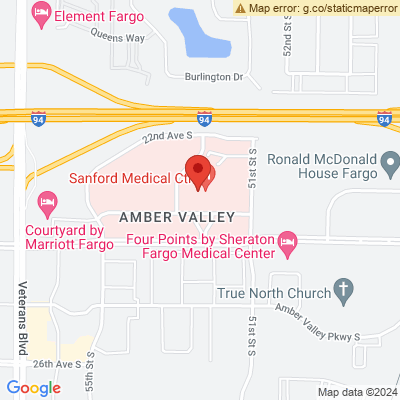 Map error: g.co/staticmaperror
Element Fargo
Queens Way
52nd St S
Burlington Dr
94
94
22nd Ave S
51st St S
Ronald McDonald
House Fargo
Sanford Medical Ct
AMBER VALLEY
Courtyard by
Marriott Fargo
Four Points by Sheraton
Fargo Medical Center
Veterans Blvd
True North Church
Amber Valley Pkwy S
51st St S
55th St S
26th Ave S
Google
Map data ©2024